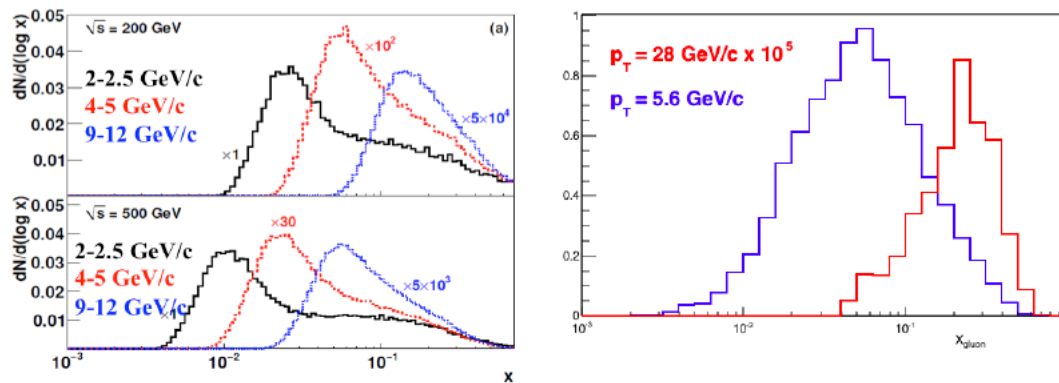 dN/d(log x)
0.05
0.04
0.03
0.02
0.01
√s = 200 GeV
(a)
2-2.5 GeV/c
4-5 GeV/c
9-12 GeV/c
×10²
×5×10⁴
×1
dN/d(log x)
0.05
0.04
0.03
0.02
0.01
√s = 500 GeV
×30
2-2.5 GeV/c
4-5 GeV/c
9-12 GeV/c
×5×10³
×1
10⁻³
10⁻²
10⁻¹
x
1
0.8
0.6
0.4
0.2
0
p_T = 28 GeV/c x 10⁵
p_T = 5.6 GeV/c
10⁻³
10⁻²
10⁻¹
x_gluon